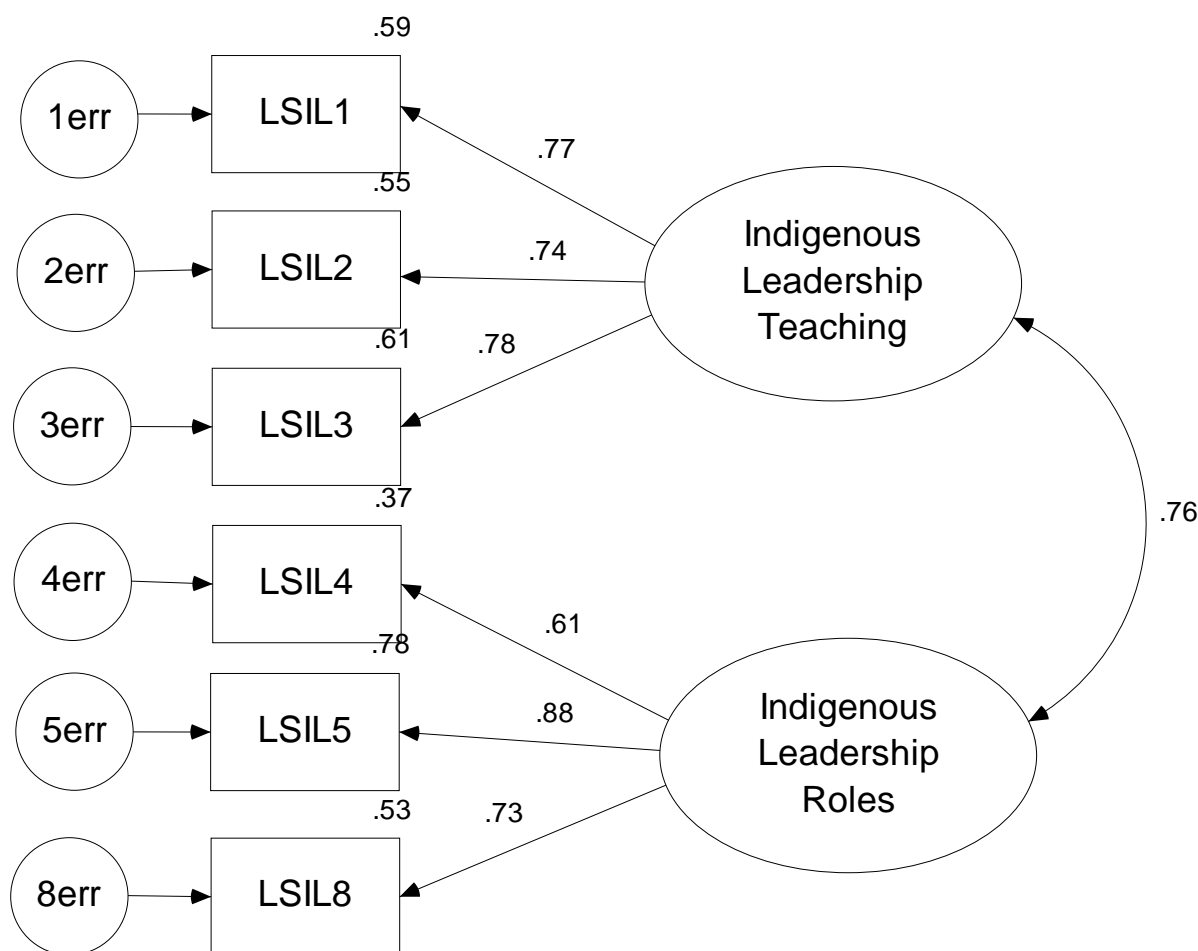 .59
1err
LSIL1
.77
.55
2err
LSIL2
.74
Indigenous
Leadership
Teaching
.61
3err
LSIL3
.78
.37
4err
LSIL4
.61
.76
.78
5err
LSIL5
.88
Indigenous
Leadership
Roles
.53
8err
LSIL8
.73